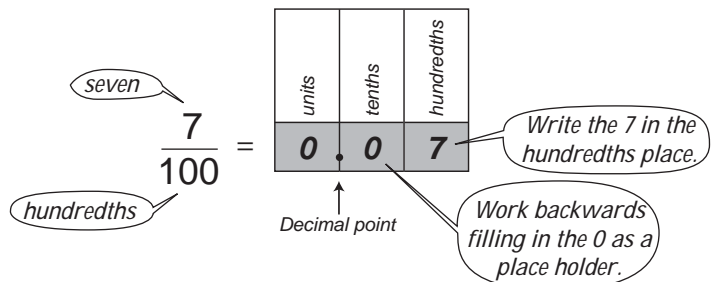 seven
7
100
hundredths
=
units
tenths
hundredths
0 . 0 7
Decimal point
Write the 7 in the
hundredths place.
Work backwards
filling in the 0 as a
place holder.